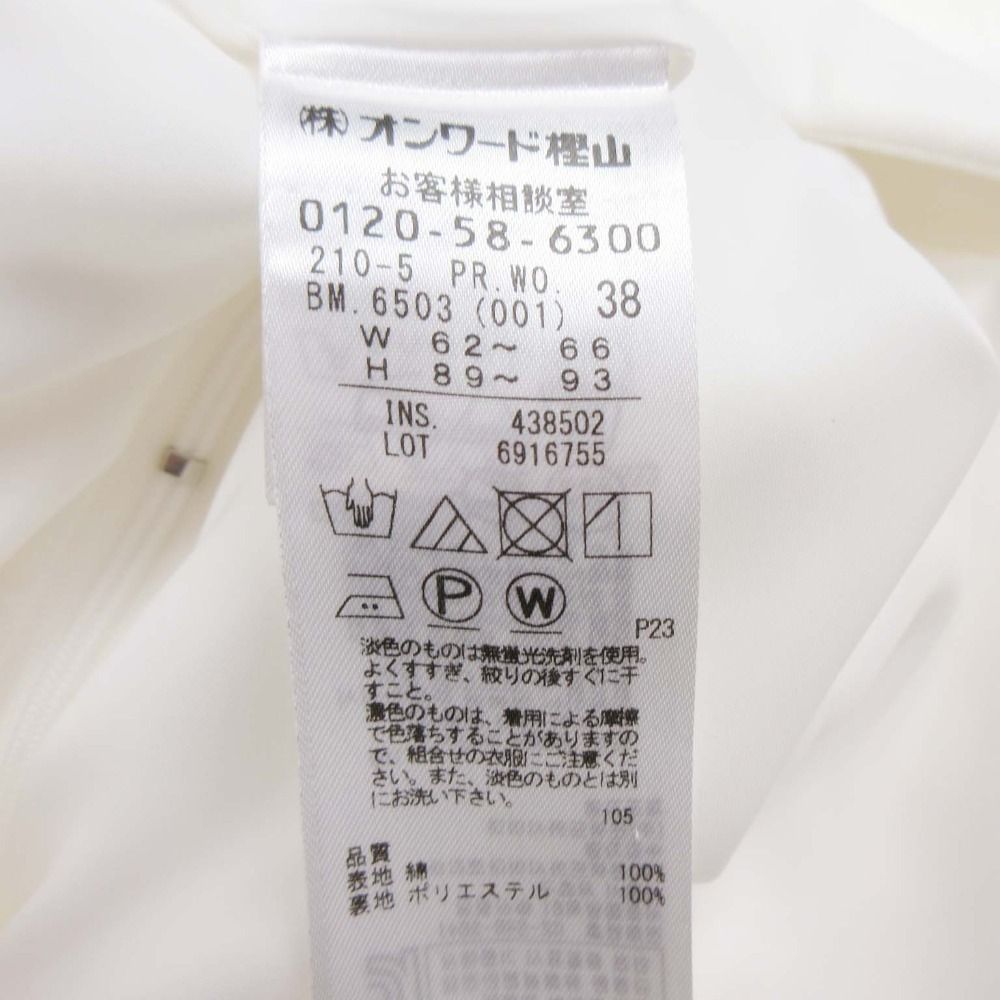 ㈱オンワード樫山
お客様相談室
0120-58-6300
210-5 PR.WO.
BM.6503(001) 38
W 62～ 66
H 89～ 93
INS. 438502
LOT 6916755
P W
P23
淡色のものは無蛍光洗剤を使用。
よくすすぎ、絞りの後すぐに干
すこと。
濃色のものは、着用による摩擦
で色落ちすることがありますの
で、組合せの衣服にご注意くだ
さい。また、淡色のものとは別
にお洗い下さい。
105
品質
表地 綿 100%
裏地 ポリエステル 100%